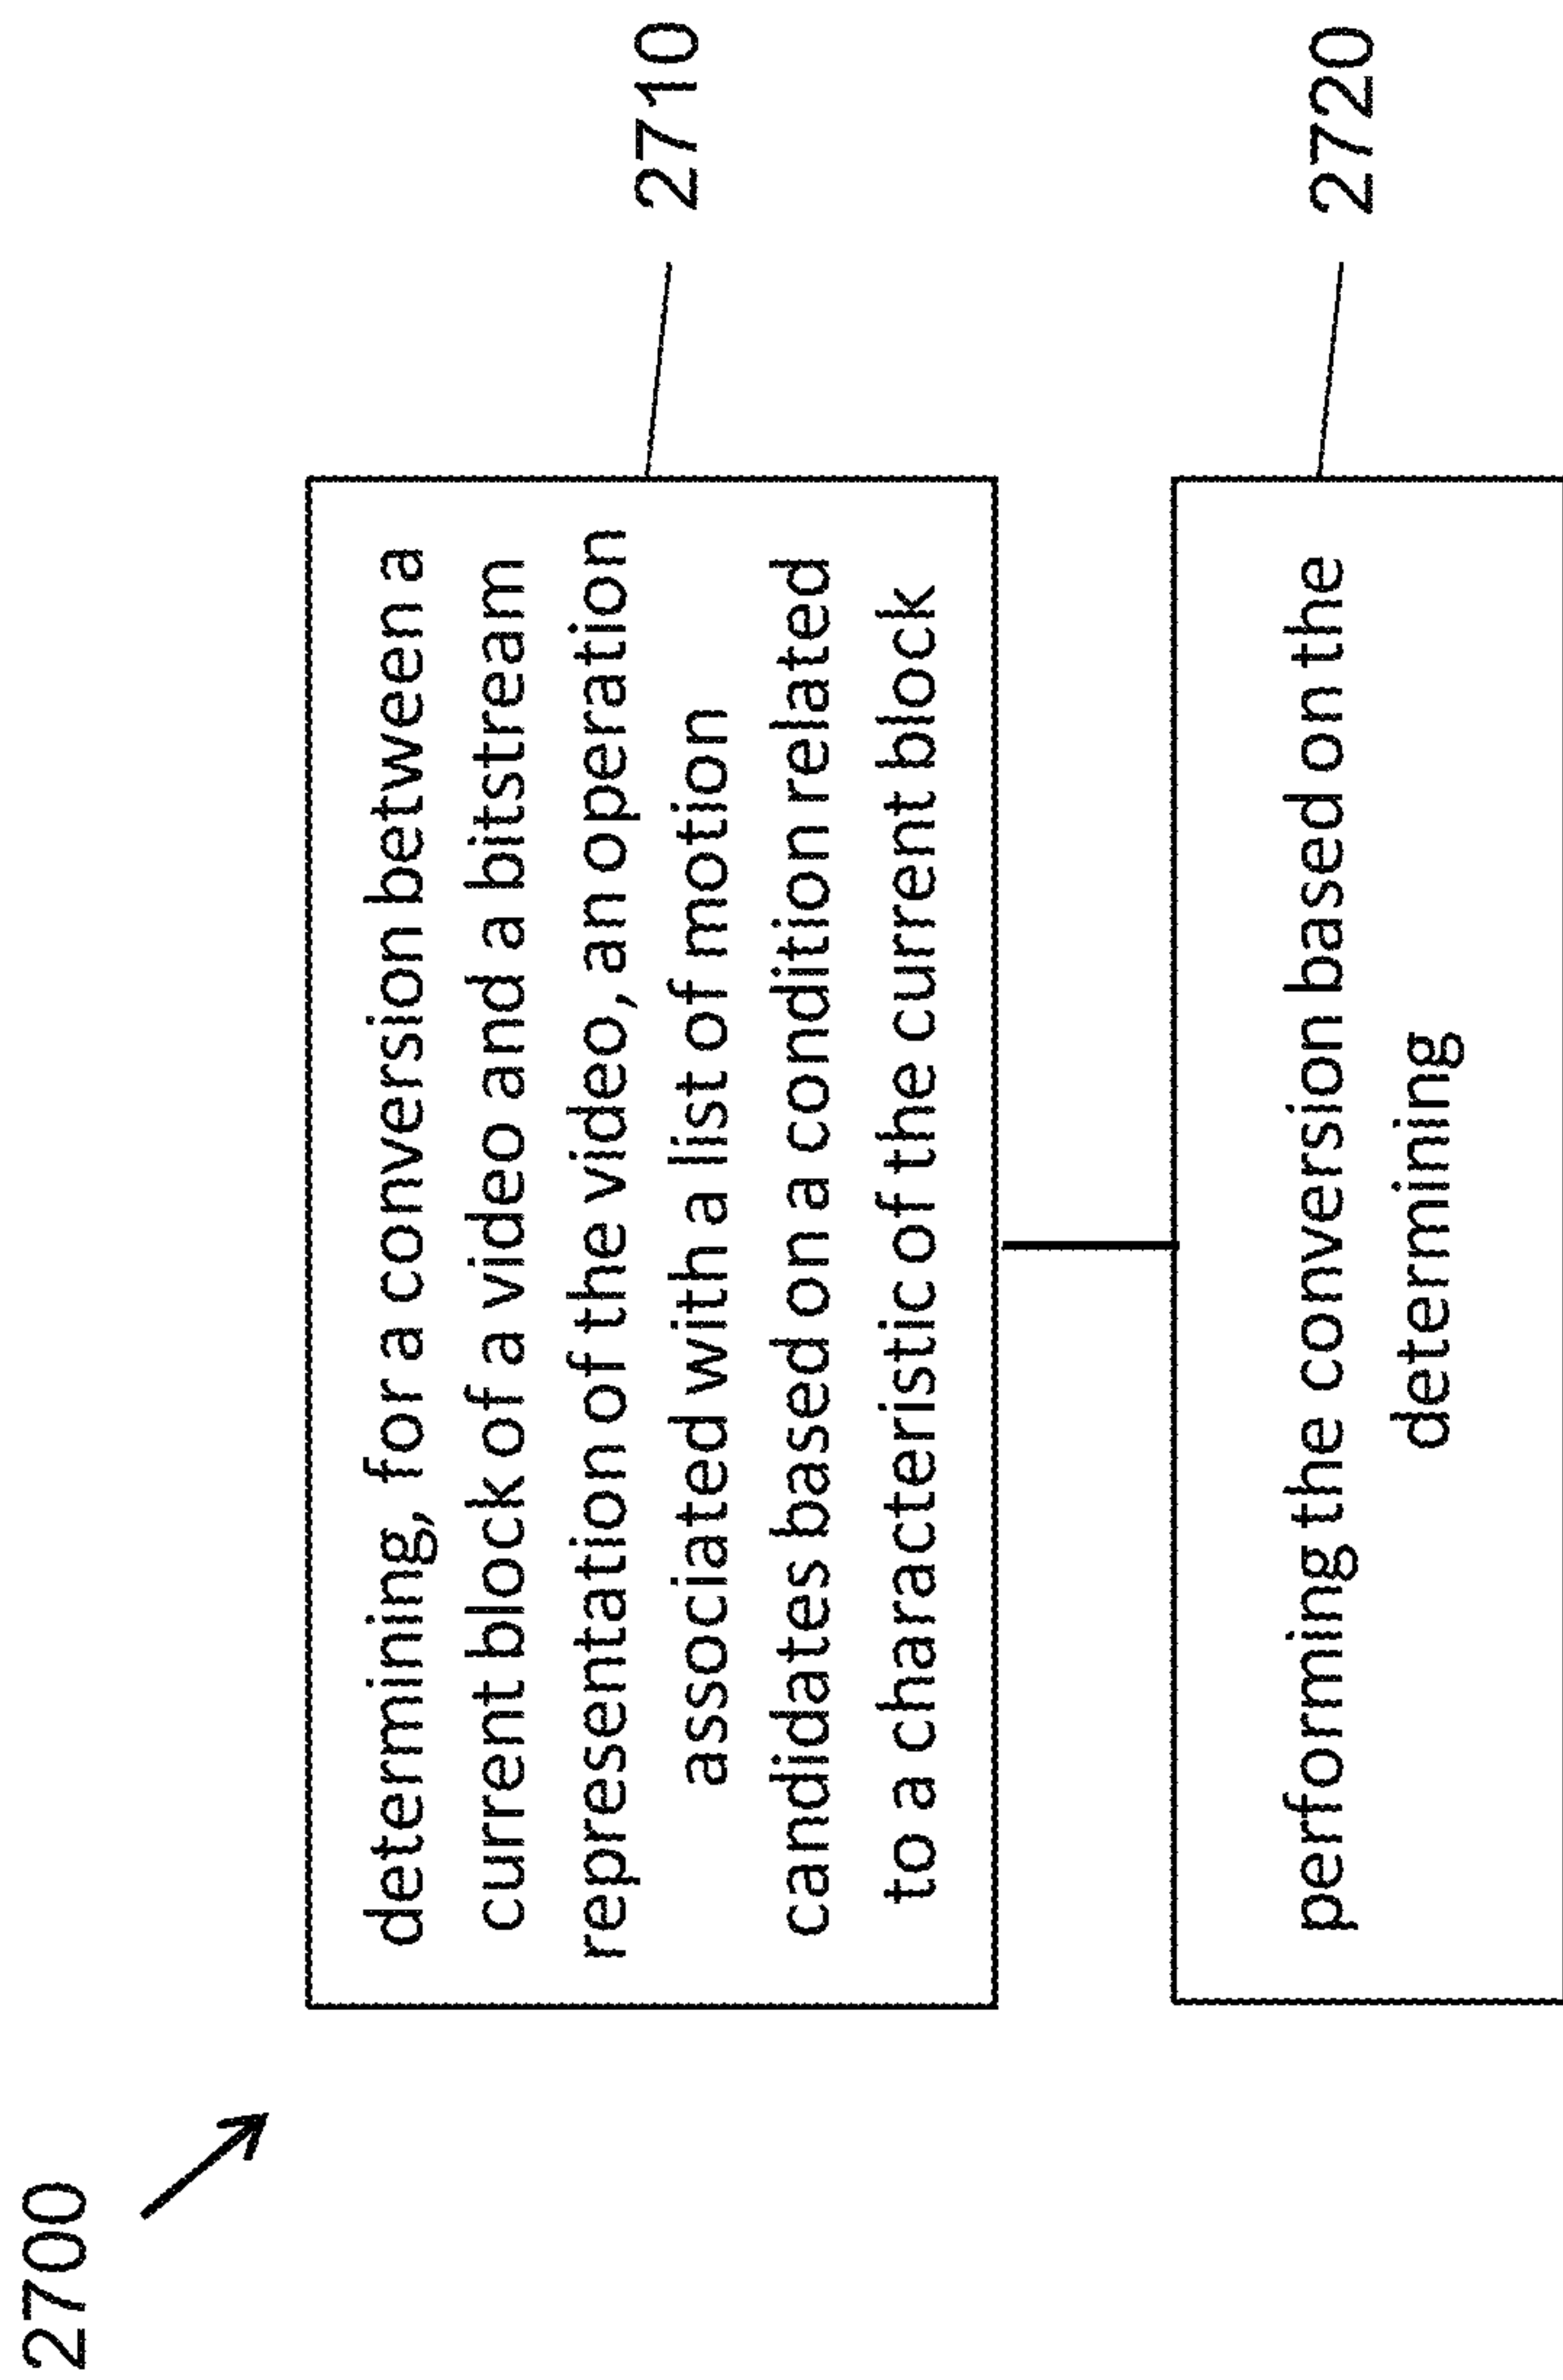 2700
determining, for a conversion between a
current block of a video and a bitstream
representation of the video, an operation
associated with a list of motion
candidates based on a condition related
to a characteristic of the current block
2710
performing the conversion based on the
determining
2720